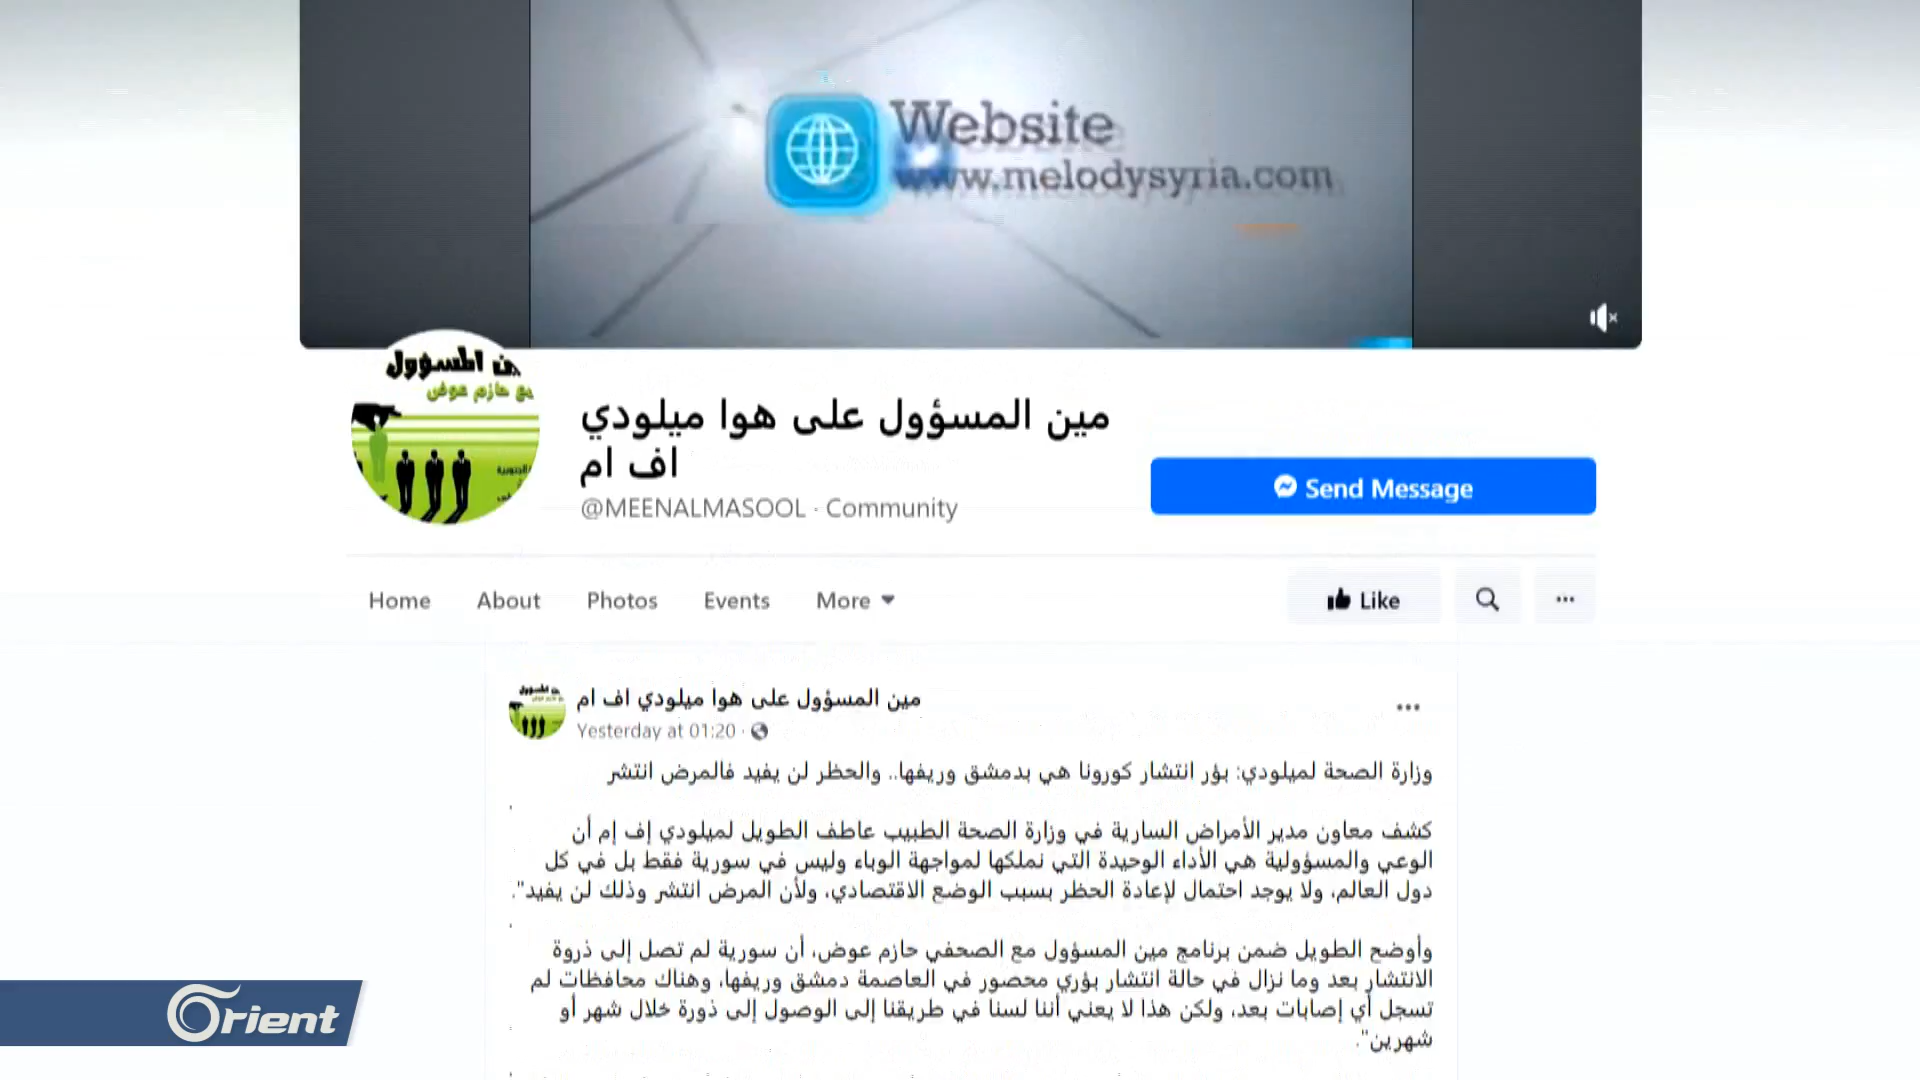 Website
www.melodysyria.com
ين المسؤول
مع حازم عوض
مين المسؤول على هوا ميلودي
اف ام
@MEENALMASOOL · Community
Send Message
Home About Photos Events More
Like
مين المسؤول على هوا ميلودي اف ام
Yesterday at 01:20 ·
وزارة الصحة لميلودي: بؤر انتشار كورونا هي بدمشق وريفها.. والحظر لن يفيد فالمرض انتشر
.
كشف معاون مدير الأمراض السارية في وزارة الصحة الطبيب عاطف الطويل لميلودي إف إم أن
الوعي والمسؤولية هي الأداء الوحيدة التي نملكها لمواجهة الوباء وليس في سورية فقط بل في كل
دول العالم، ولا يوجد احتمال لإعادة الحظر بسبب الوضع الاقتصادي، ولأن المرض انتشر وذلك لن يفيد".
.
وأوضح الطويل ضمن برنامج مين المسؤول مع الصحفي حازم عوض، أن سورية لم تصل إلى ذروة
الانتشار بعد وما نزال في حالة انتشار بؤري محصور في العاصمة دمشق وريفها، وهناك محافظات لم
تسجل أي إصابات بعد، ولكن هذا لا يعني أننا لسنا في طريقنا إلى الوصول إلى ذورة خلال شهر أو
شهرين".
Orient